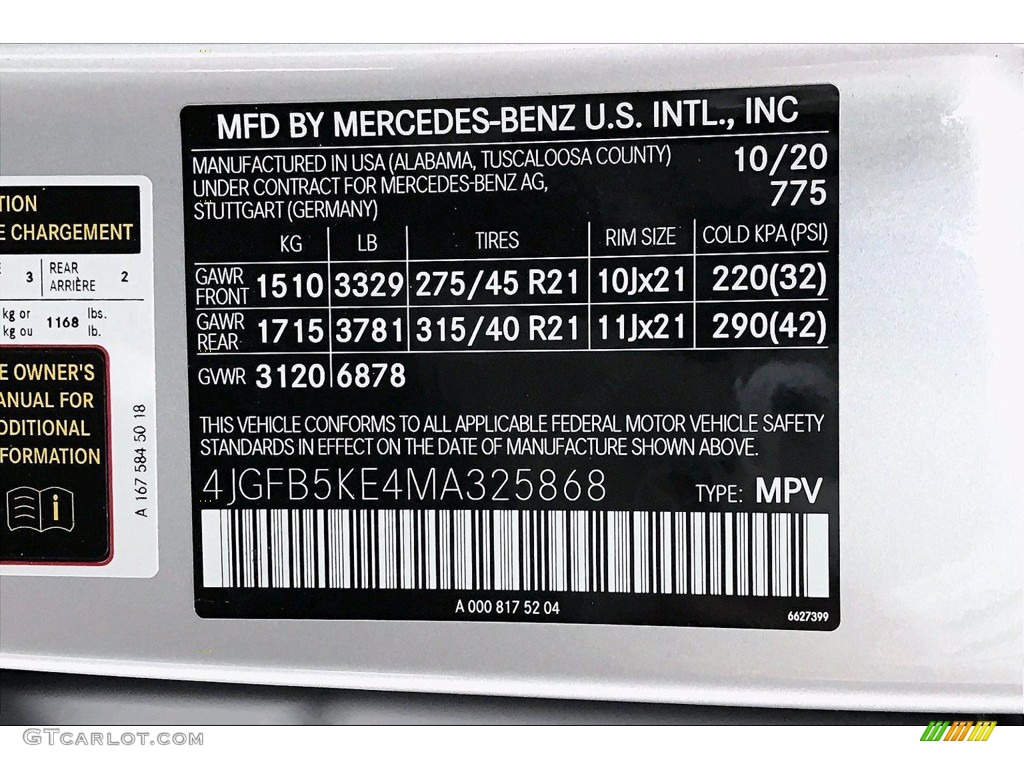 MFD BY MERCEDES-BENZ U.S. INTL., INC
MANUFACTURED IN USA (ALABAMA, TUSCALOOSA COUNTY)
10/20
UNDER CONTRACT FOR MERCEDES-BENZ AG,
775
STUTTGART (GERMANY)
KG LB TIRES RIM SIZE COLD KPA (PSI)
GAWR FRONT 1510 3329 275/45 R21 10Jx21 220(32)
GAWR REAR 1715 3781 315/40 R21 11Jx21 290(42)
GVWR 3120 6878
THIS VEHICLE CONFORMS TO ALL APPLICABLE FEDERAL MOTOR VEHICLE SAFETY
STANDARDS IN EFFECT ON THE DATE OF MANUFACTURE SHOWN ABOVE.
4JGFB5KE4MA325868
TYPE: MPV
A 000 817 52 04
6627399
TION
E CHARGEMENT
3 REAR 2
ARRIÈRE
kg or 1168 lbs.
kg ou lb.
E OWNER'S
ANUAL FOR
DDITIONAL
FORMATION
i
A 167 584 50 18
GTcarlot.com